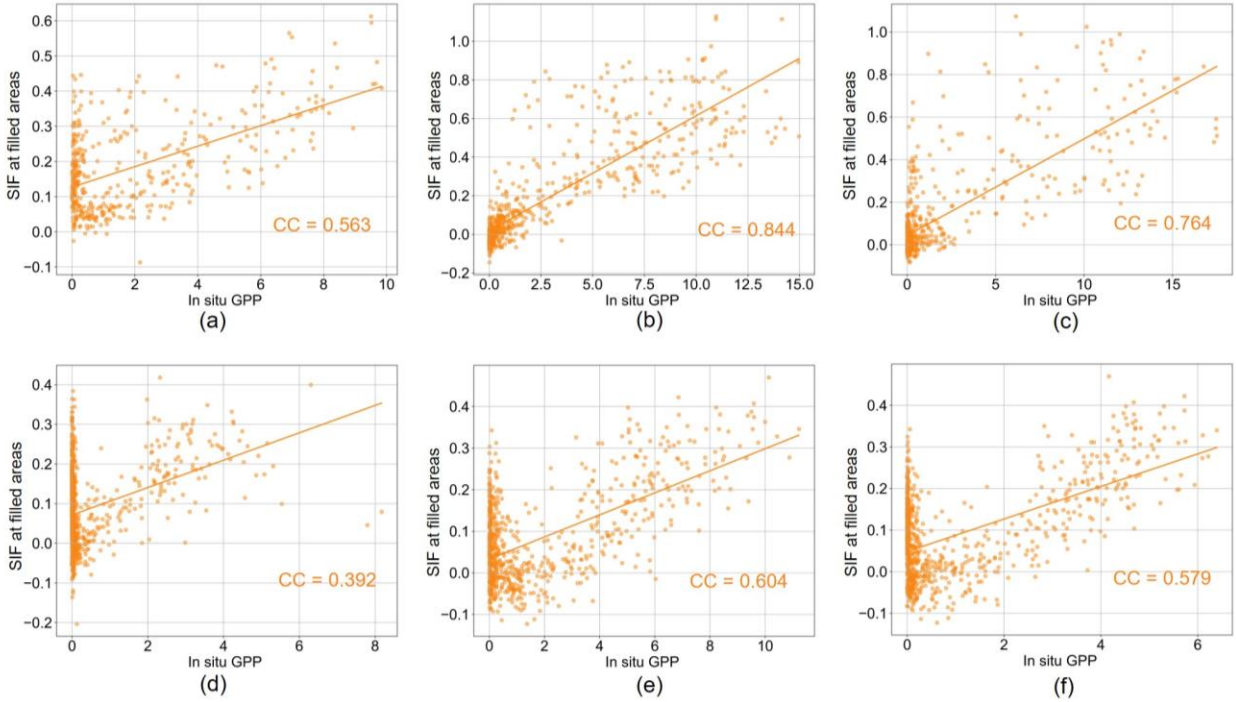 0.6
0.5
0.4
0.3
0.2
0.1
0.0
−0.1
SIF at filled areas
CC = 0.563
0 2 4 6 8 10
In situ GPP
(a)
1.0
0.8
0.6
0.4
0.2
0.0
−0.2
SIF at filled areas
CC = 0.844
0.0 2.5 5.0 7.5 10.0 12.5 15.0
In situ GPP
(b)
1.0
0.8
0.6
0.4
0.2
0.0
SIF at filled areas
CC = 0.764
0 5 10 15
In situ GPP
(c)
0.4
0.3
0.2
0.1
0.0
−0.1
−0.2
SIF at filled areas
CC = 0.392
0 2 4 6 8
In situ GPP
(d)
0.4
0.3
0.2
0.1
0.0
−0.1
SIF at filled areas
CC = 0.604
0 2 4 6 8 10
In situ GPP
(e)
0.4
0.3
0.2
0.1
0.0
−0.1
SIF at filled areas
CC = 0.579
0 2 4 6
In situ GPP
(f)